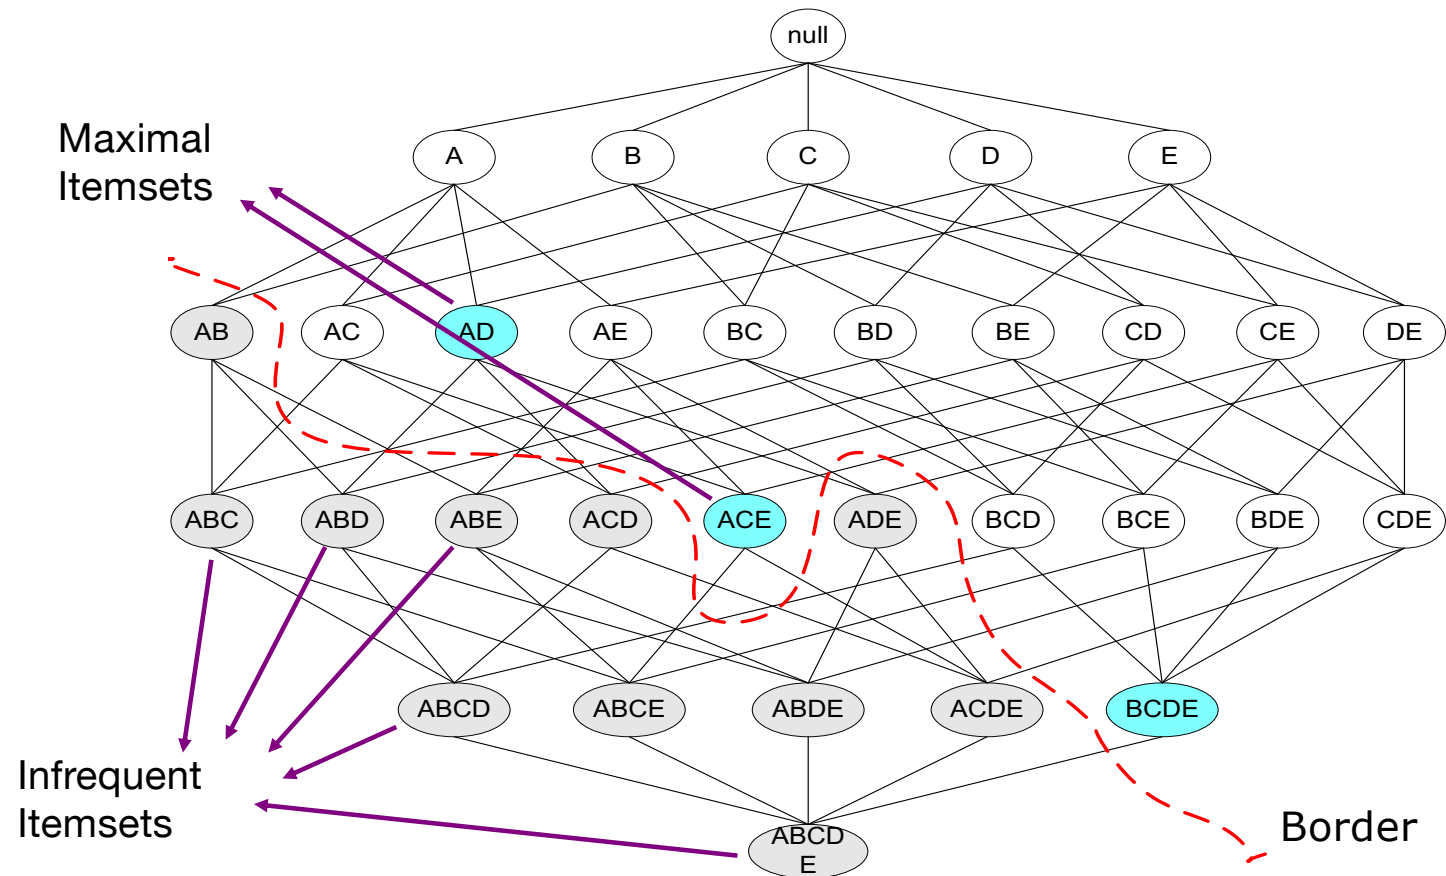 null
Maximal
Itemsets
A B C D E
AB AC AD AE BC BD BE CD CE DE
ABC ABD ABE ACD ACE ADE BCD BCE BDE CDE
ABCD ABCE ABDE ACDE BCDE
Infrequent
Itemsets
Border
ABCD
E